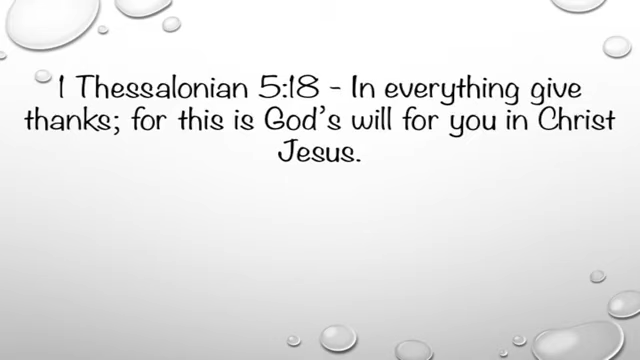 1 Thessalonian 5:18 - In everything give
thanks; for this is God's will for you in Christ
Jesus.